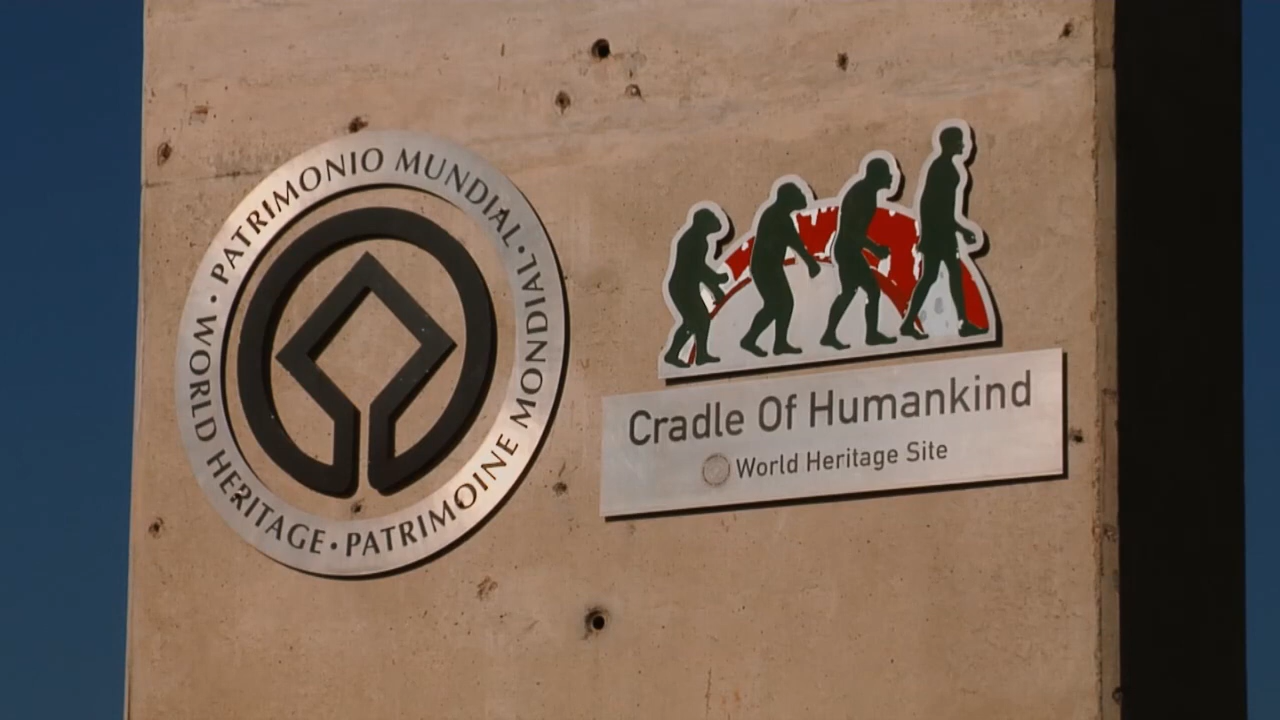 PATRIMONIO MUNDIAL • WORLD HERITAGE • PATRIMOINE MONDIAL •
Cradle Of Humankind
World Heritage Site